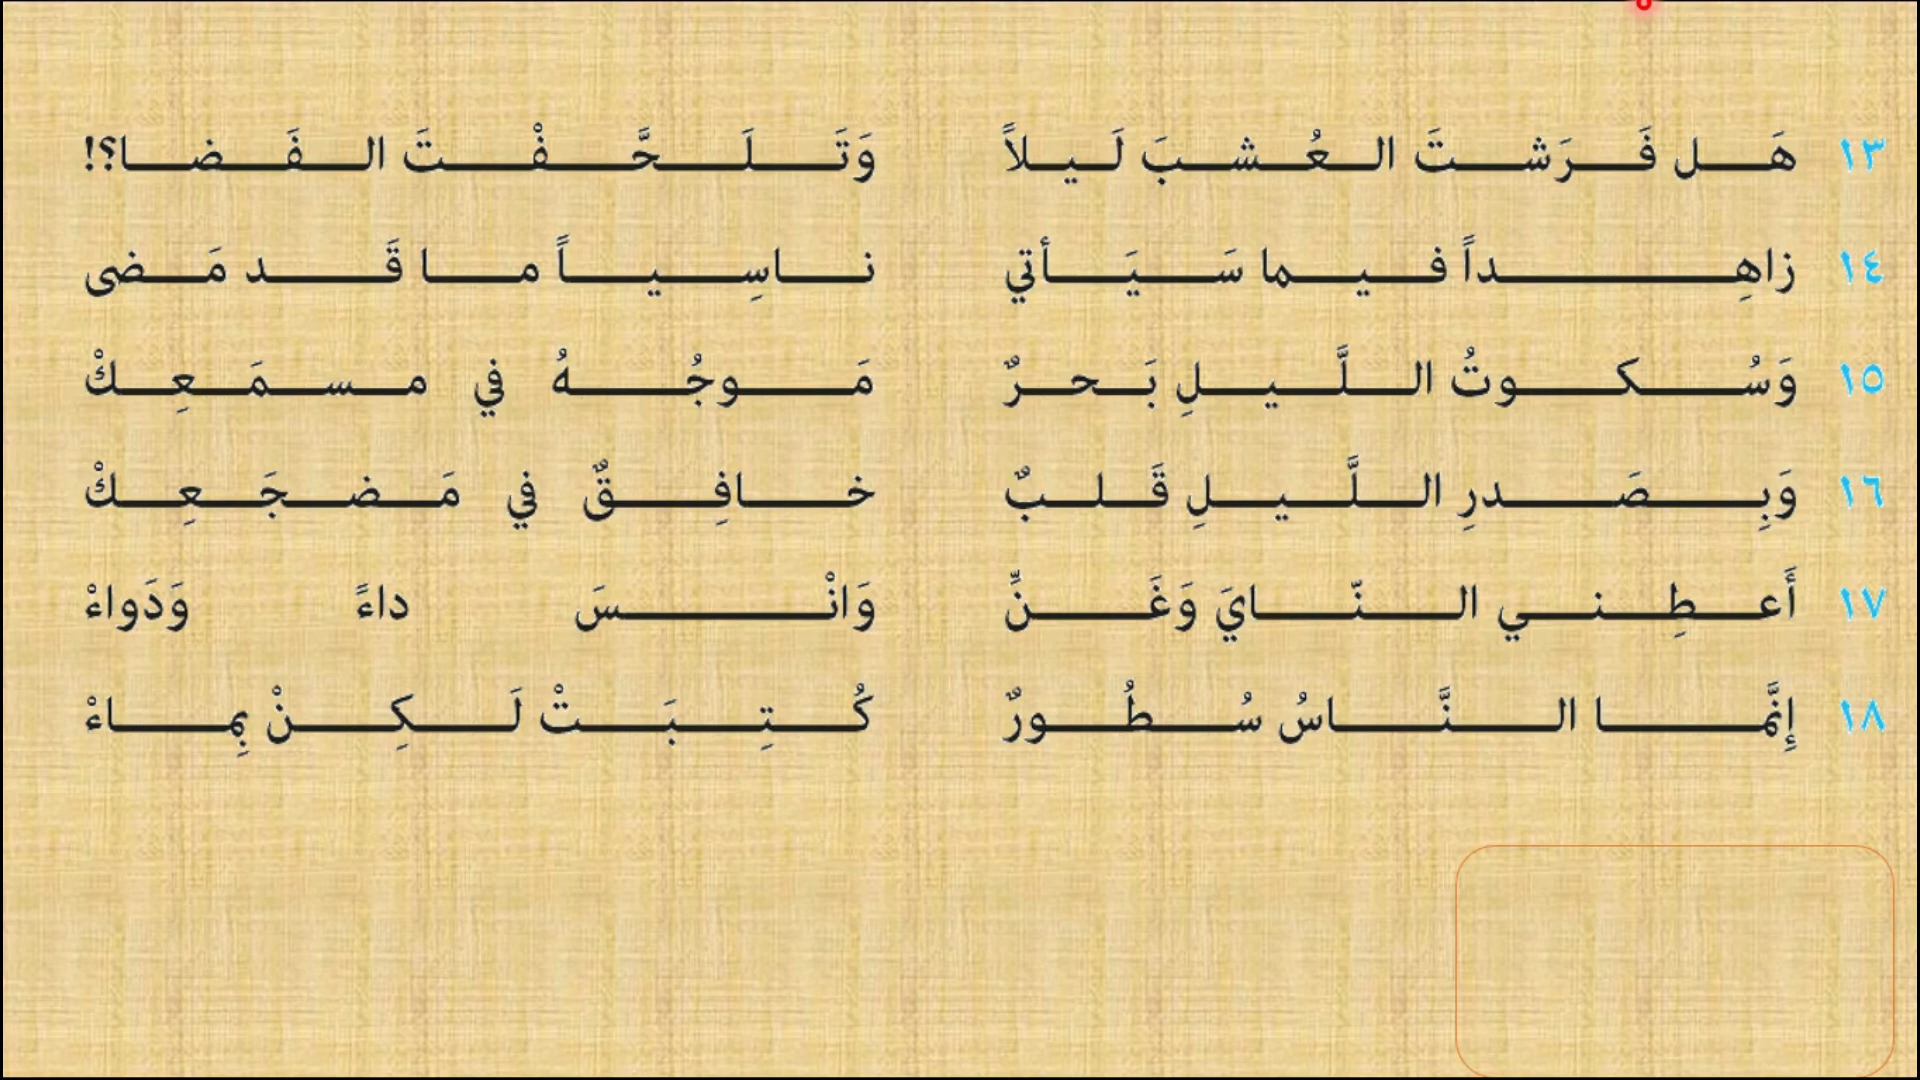 ١٣ هَل فَرَشتَ العُشبَ لَيلاً وَتَلَحَّفْتَ الفَضا؟!
١٤ زاهِداً فيما سَيَأتي ناسِياً ما قَد مَضى
١٥ وَسُكوتُ اللَّيلِ بَحرٌ مَوجُهُ في مسمَعِكْ
١٦ وَبِصَدرِ اللَّيلِ قَلبٌ خافِقٌ في مَضجَعِكْ
١٧ أَعطِني النّايَ وَغَنِّ وَانْسَ داءً وَدَواءْ
١٨ إِنَّما النَّاسُ سُطُورٌ كُتِبَتْ لَكِنْ بِماءْ